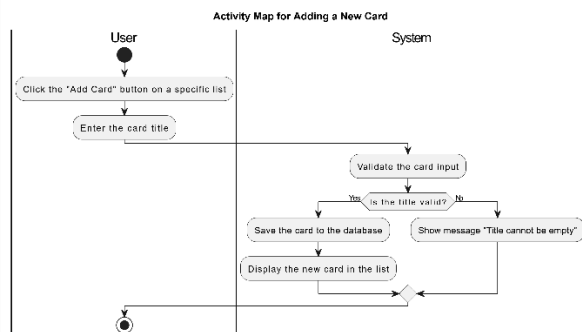 Activity Map for Adding a New Card
User
System
Click the "Add Card" button on a specific list
Enter the card title
Validate the card input
Is the title valid?
Yes
No
Save the card to the database
Show message "Title cannot be empty"
Display the new card in the list